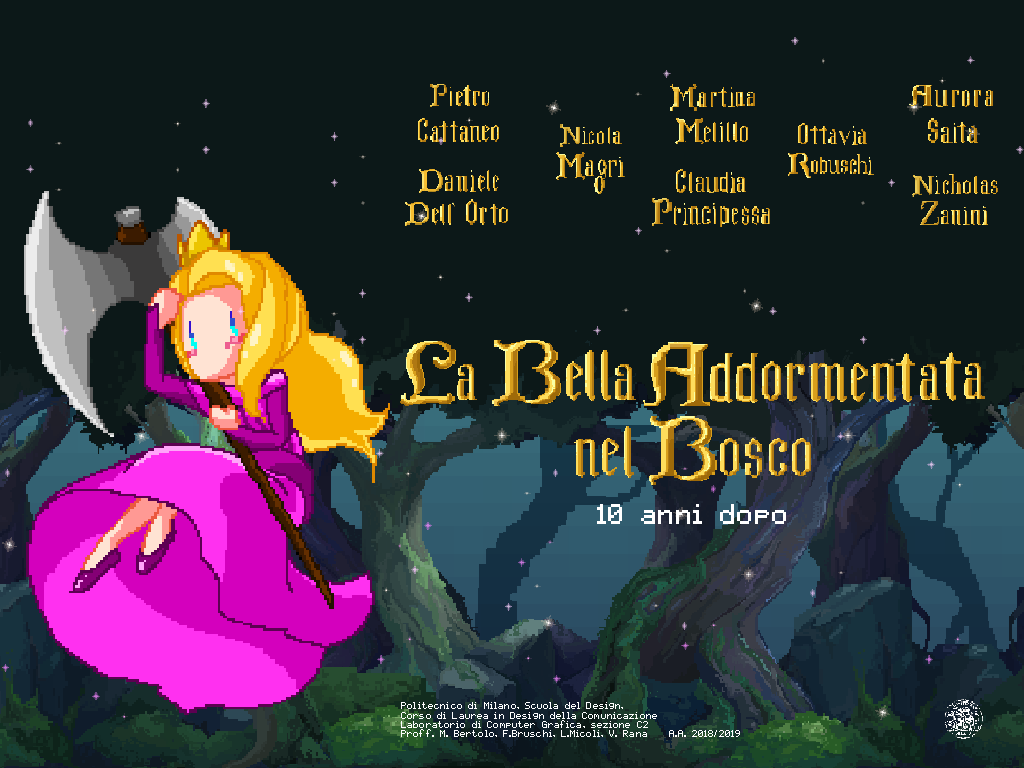 Pietro
Cattaneo
Daniele
Dell' Orto
Nicola
Magri
Martina
Melillo
Claudia
Principessa
Ottavia
Robuschi
Aurora
Saita
Nicholas
Zanini
La Bella Addormentata
nel Bosco
10 anni dopo
Politecnico di Milano. Scuola del Design.
Corso di Laurea in Design della Comunicazione
Laboratorio di Computer Grafica. sezione C2
Proff. M. Bertolo. F.Bruschi. L.Micoli. V. Rana A.A. 2018/2019